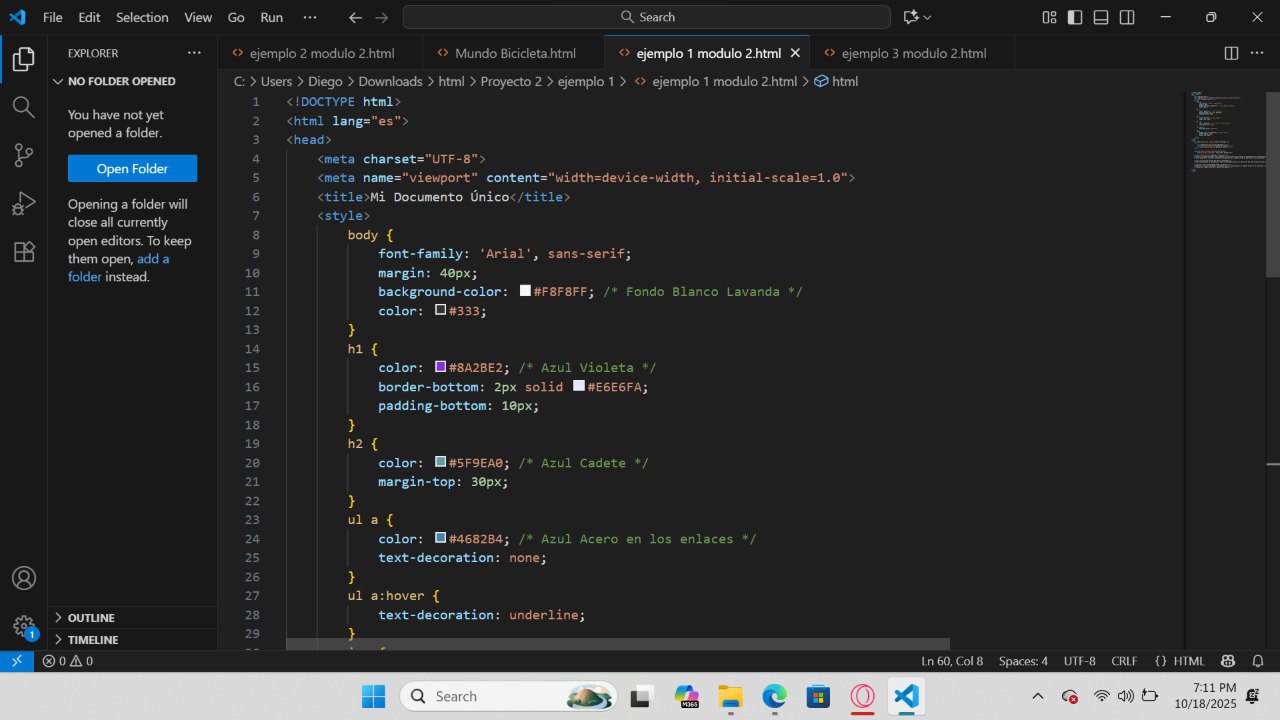 File Edit Selection View Go Run ··· Search
EXPLORER ···
NO FOLDER OPENED
You have not yet
opened a folder.
Open Folder
Opening a folder will
close all currently
open editors. To keep
them open, add a
folder instead.
OUTLINE
TIMELINE
ejemplo 2 modulo 2.html Mundo Bicicleta.html ejemplo 1 modulo 2.html ejemplo 3 modulo 2.html
C: > Users > Diego > Downloads > html > Proyecto 2 > ejemplo 1 > ejemplo 1 modulo 2.html > html
1 <!DOCTYPE html>
2 <html lang="es">
3 <head>
4 <meta charset="UTF-8">
5 <meta name="viewport" content="width=device-width, initial-scale=1.0">
6 <title>Mi Documento Único</title>
7 <style>
8 body {
9 font-family: 'Arial', sans-serif;
10 margin: 40px;
11 background-color: #F8F8FF; /* Fondo Blanco Lavanda */
12 color: #333;
13 }
14 h1 {
15 color: #8A2BE2; /* Azul Violeta */
16 border-bottom: 2px solid #E6E6FA;
17 padding-bottom: 10px;
18 }
19 h2 {
20 color: #5F9EA0; /* Azul Cadete */
21 margin-top: 30px;
22 }
23 ul a {
24 color: #4682B4; /* Azul Acero en los enlaces */
25 text-decoration: none;
26 }
27 ul a:hover {
28 text-decoration: underline;
29 }
1
0 0 Ln 60, Col 8 Spaces: 4 UTF-8 CRLF {} HTML
Search M365 7:11 PM
10/18/2025